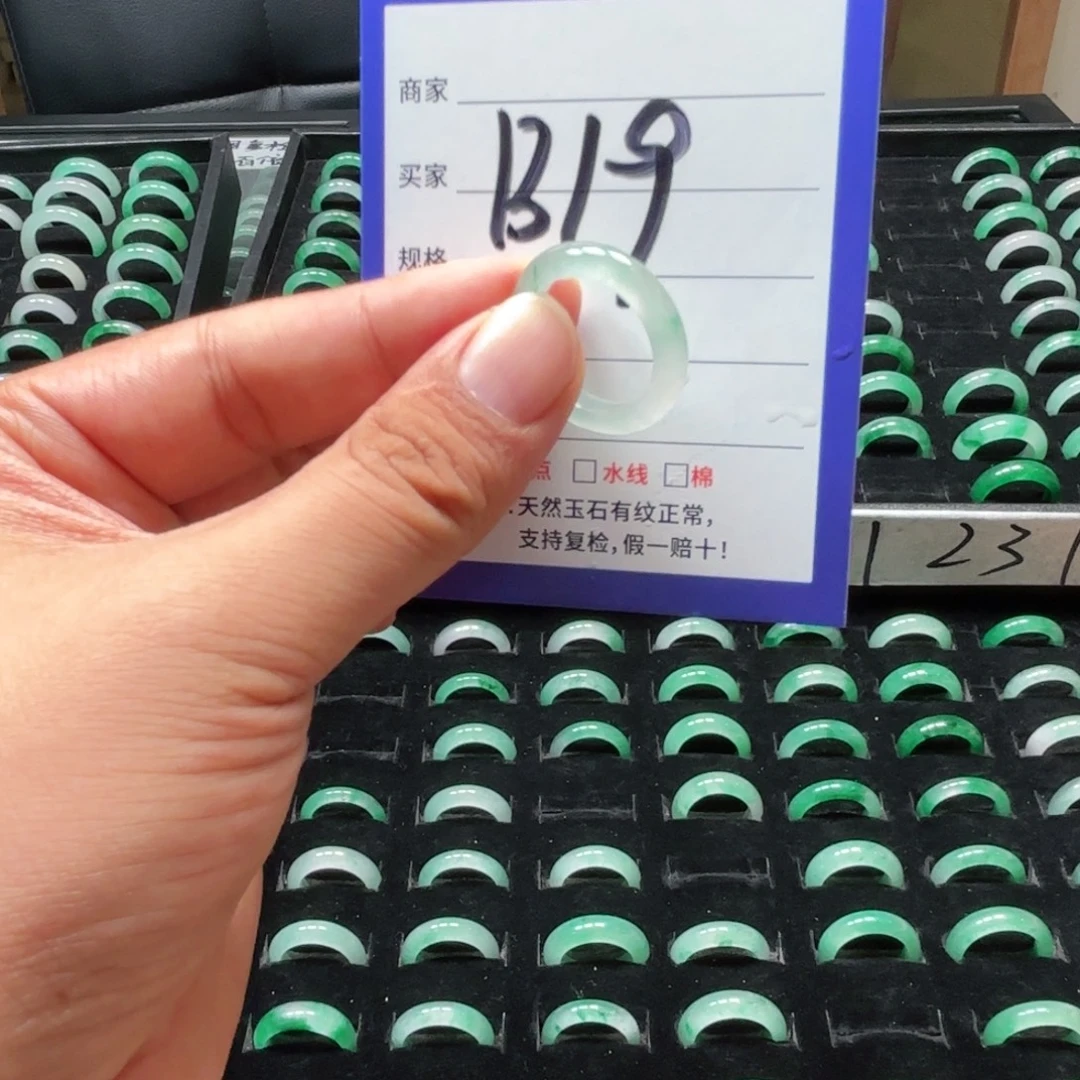 商家
B19
买家
规格
点 □水线 □棉
.天然玉石有纹正常，
支持复检，假一赔十！
123